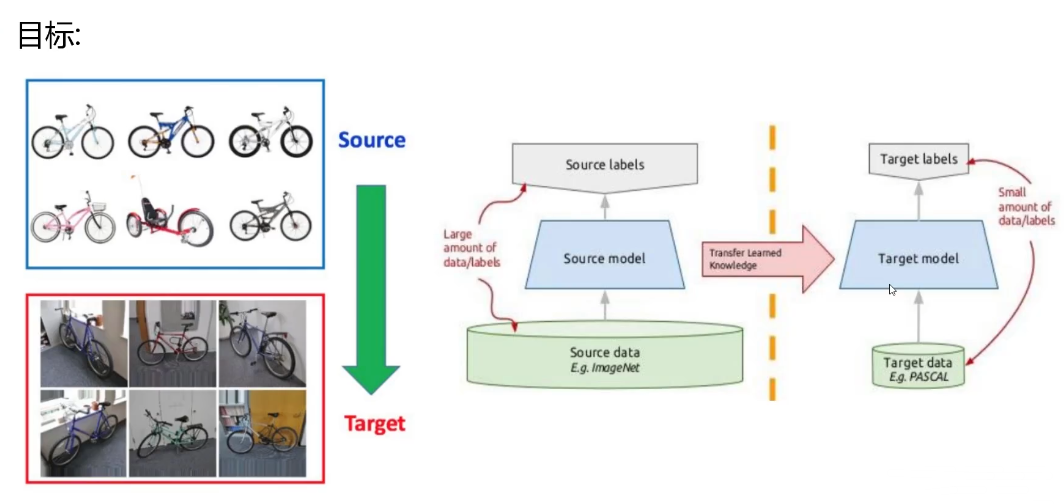 目标:
Source
Target
Source labels
Large
amount of
data/labels
Source model
Source data
E.g. ImageNet
Transfer Learned
Knowledge
Target labels
Small
amount of
data/labels
Target model
Target data
E.g. PASCAL